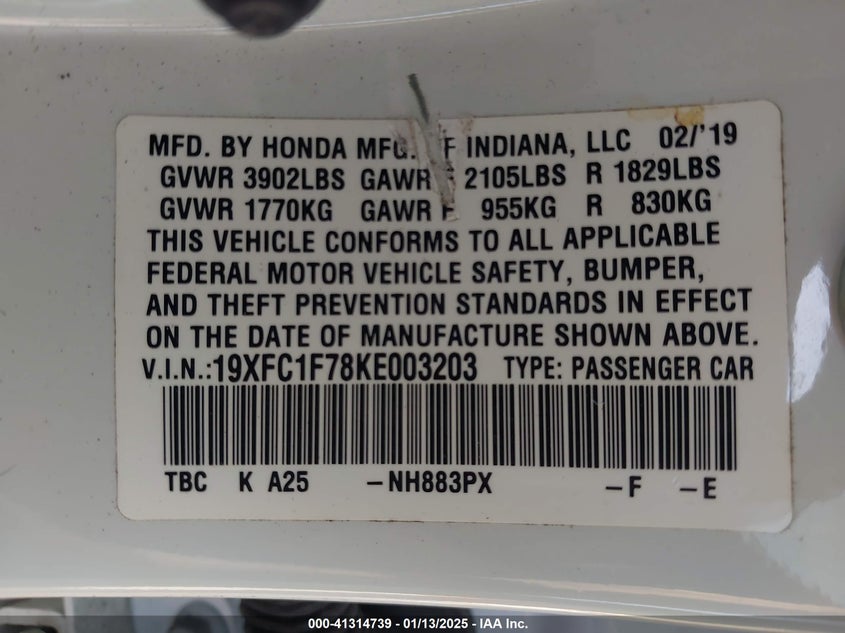 MFD. BY HONDA MFG. F INDIANA, LLC 02/'19
GVWR 3902LBS GAWR 2105LBS R 1829LBS
GVWR 1770KG GAWR F 955KG R 830KG
THIS VEHICLE CONFORMS TO ALL APPLICABLE
FEDERAL MOTOR VEHICLE SAFETY, BUMPER,
AND THEFT PREVENTION STANDARDS IN EFFECT
ON THE DATE OF MANUFACTURE SHOWN ABOVE.
V.I.N.:19XFC1F78KE003203 TYPE: PASSENGER CAR
TBC K A25 -NH883PX -F -E
000-41314739 - 01/13/2025 - IAA Inc.